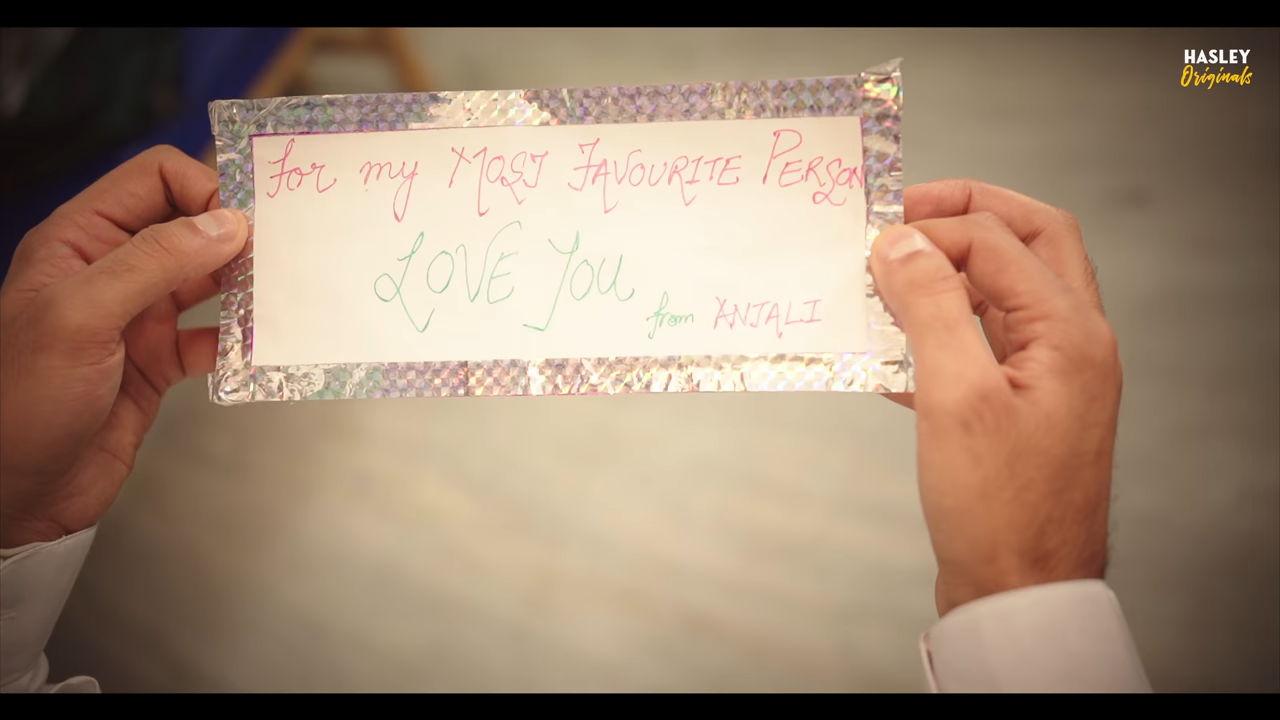 HASLEY
Originals
For my MOST FAVOURITE PERSON
LOVE YOU
from ANJALI